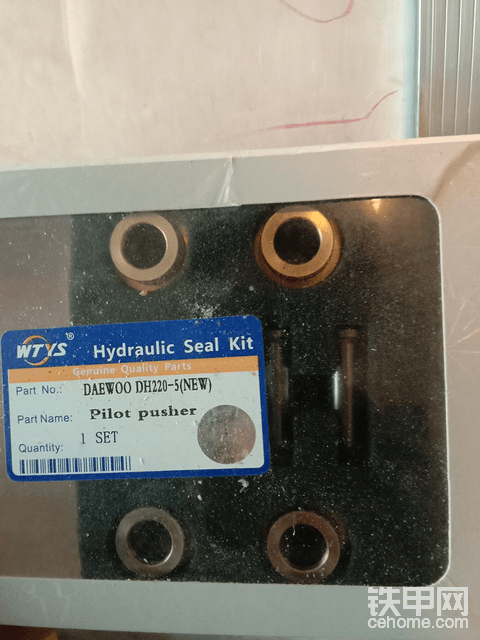 WTYS® Hydraulic Seal Kit
Genuine Quality Parts
Part No.: DAEWOO DH220-5(NEW)
Part Name: Pilot pusher
Quantity: 1 SET
铁甲网
cehome.com